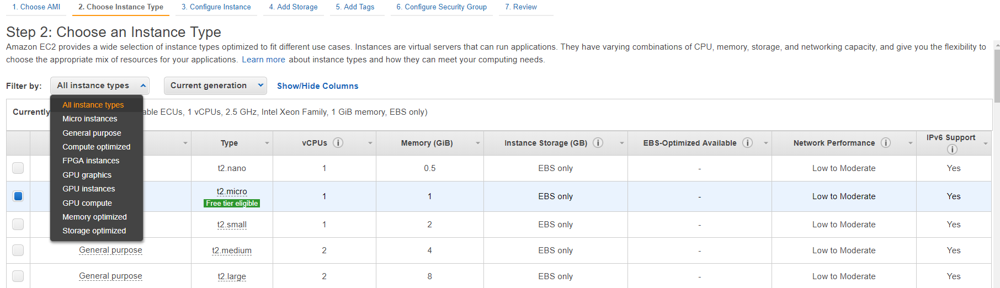 1. Choose AMI 2. Choose Instance Type 3. Configure Instance 4. Add Storage 5. Add Tags 6. Configure Security Group 7. Review
Step 2: Choose an Instance Type
Amazon EC2 provides a wide selection of instance types optimized to fit different use cases. Instances are virtual servers that can run applications. They have varying combinations of CPU, memory, storage, and networking capacity, and give you the flexibility to
choose the appropriate mix of resources for your applications. Learn more about instance types and how they can meet your computing needs.
Filter by: All instance types Current generation Show/Hide Columns
All instance types
Micro instances
General purpose
Compute optimized
FPGA instances
GPU graphics
GPU instances
GPU compute
Memory optimized
Storage optimized
Currently able ECUs, 1 vCPUs, 2.5 GHz, Intel Xeon Family, 1 GiB memory, EBS only)
Type vCPUs i Memory (GiB) Instance Storage (GB) i EBS-Optimized Available i Network Performance i IPv6 Support i
t2.nano 1 0.5 EBS only - Low to Moderate Yes
t2.micro 1 1 EBS only - Low to Moderate Yes
Free tier eligible
t2.small 1 2 EBS only - Low to Moderate Yes
General purpose t2.medium 2 4 EBS only - Low to Moderate Yes
General purpose t2.large 2 8 EBS only - Low to Moderate Yes